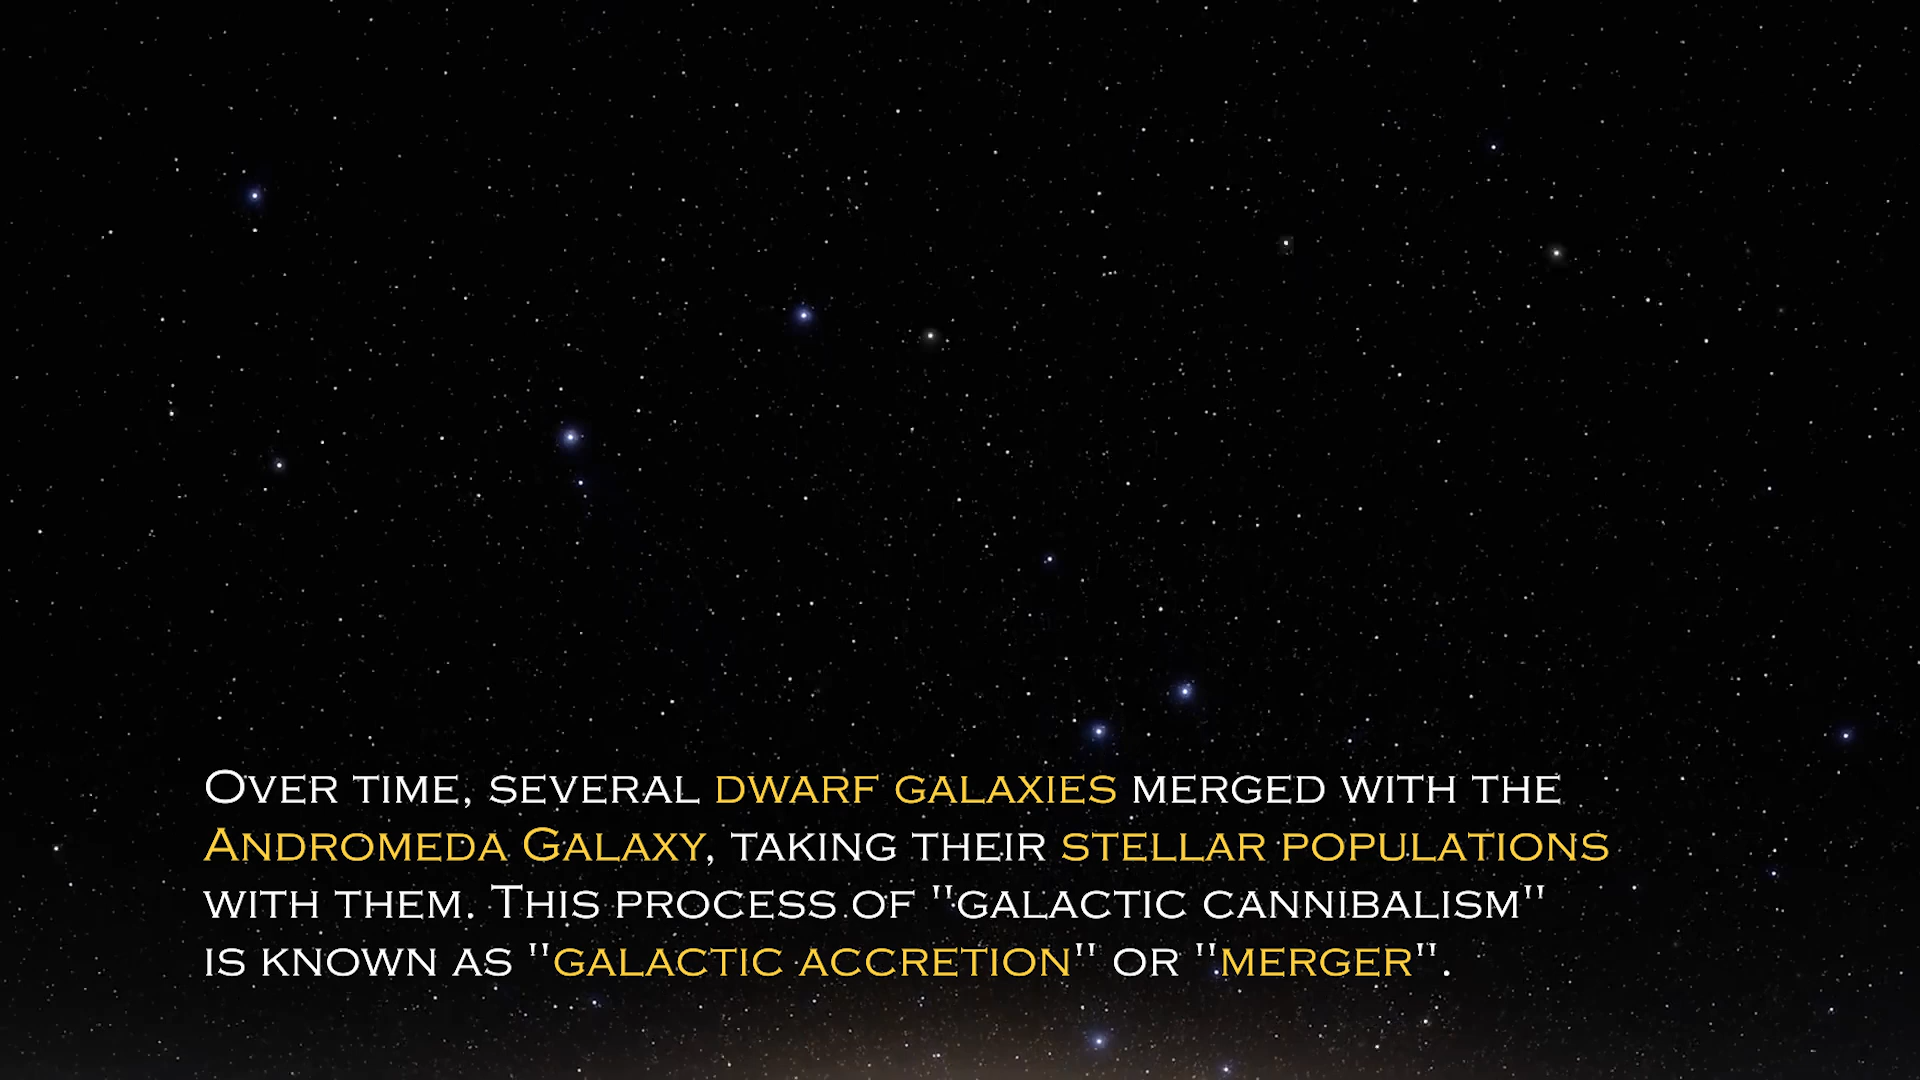 Over time, several dwarf galaxies merged with the
Andromeda Galaxy, taking their stellar populations
with them. This process of "galactic cannibalism"
is known as "galactic accretion" or "merger".